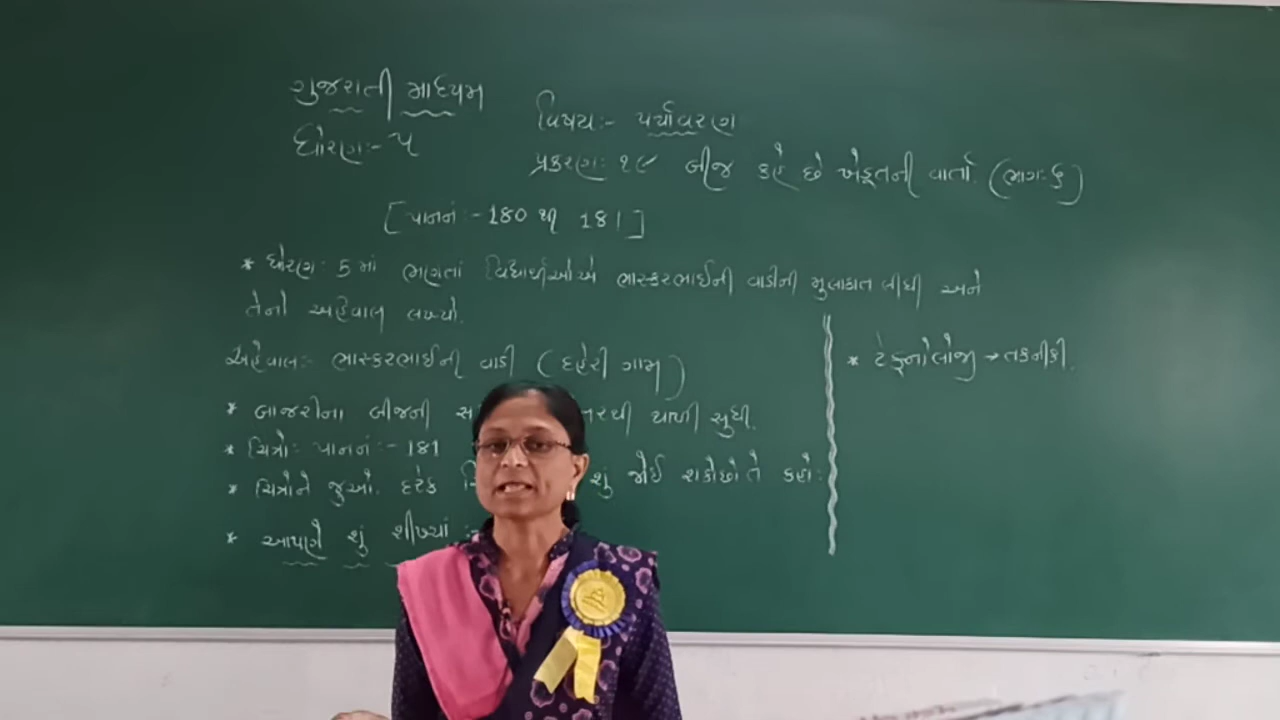 ગુજરાતી માધ્યમ
ધોરણ:- ૫
વિષય:- પર્યાવરણ
પ્રકરણ: ૧૯ બીજ કહે છે ખેડૂતની વાર્તા (ભાગ: ૬)
[પાનનં :- 180 થી 181]
* ધોરણ: 5 માં ભણતાં વિદ્યાર્થીઓએ ભાસ્કરભાઈની વાડીની મુલાકાત લીધી અને
તેનો અહેવાલ લખ્યો.
અહેવાલ:- ભાસ્કરભાઈની વાડી (દહેરી ગામ)
* બાજરીના બીજની થાળી સુધી.
* ચિત્રો: પાનનં:- 181
* ચિત્રોને જુઓ. દરેક શું જોઈ શકોછો તે કહો:
* આપણે શું શીખ્યાં :-
* ટેકનોલોજી → તકનીકી.